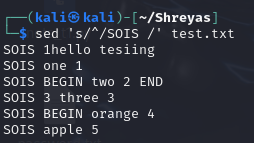 ┌──(kali㉿kali)-[~/Shreyas]
└─$ sed 's/^/SOIS /' test.txt
SOIS 1hello tesiing
SOIS one 1
SOIS BEGIN two 2 END
SOIS 3 three 3
SOIS BEGIN orange 4
SOIS apple 5